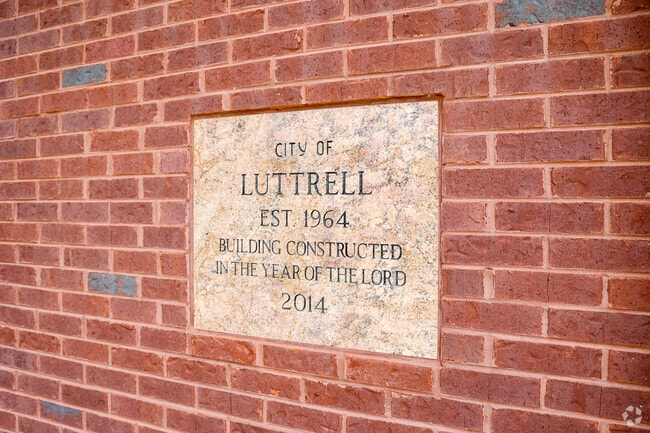 CITY OF
LUTTRELL
EST. 1964
BUILDING CONSTRUCTED
IN THE YEAR OF THE LORD
2014